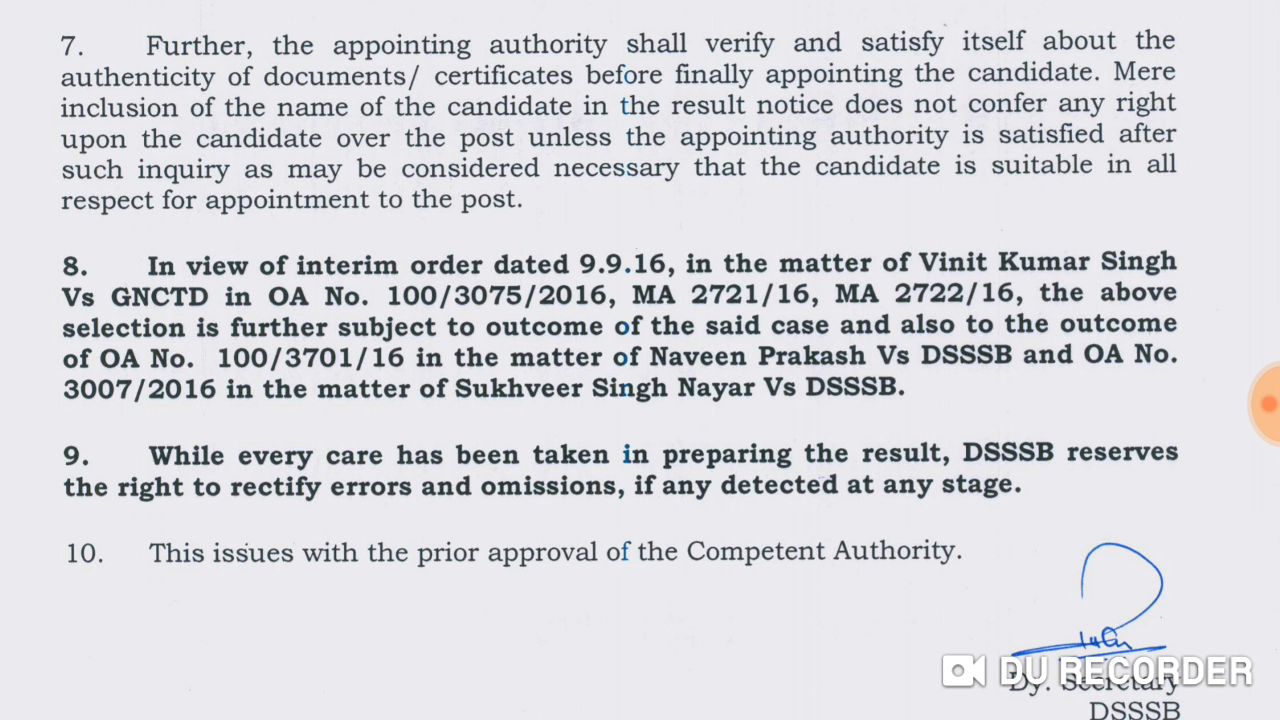 7. Further, the appointing authority shall verify and satisfy itself about the
authenticity of documents/ certificates before finally appointing the candidate. Mere
inclusion of the name of the candidate in the result notice does not confer any right
upon the candidate over the post unless the appointing authority is satisfied after
such inquiry as may be considered necessary that the candidate is suitable in all
respect for appointment to the post.
8. In view of interim order dated 9.9.16, in the matter of Vinit Kumar Singh
Vs GNCTD in OA No. 100/3075/2016, MA 2721/16, MA 2722/16, the above
selection is further subject to outcome of the said case and also to the outcome
of OA No. 100/3701/16 in the matter of Naveen Prakash Vs DSSSB and OA No.
3007/2016 in the matter of Sukhveer Singh Nayar Vs DSSSB.
9. While every care has been taken in preparing the result, DSSSB reserves
the right to rectify errors and omissions, if any detected at any stage.
10. This issues with the prior approval of the Competent Authority.
DU RECORDER
Dy. Secretary
DSSSB